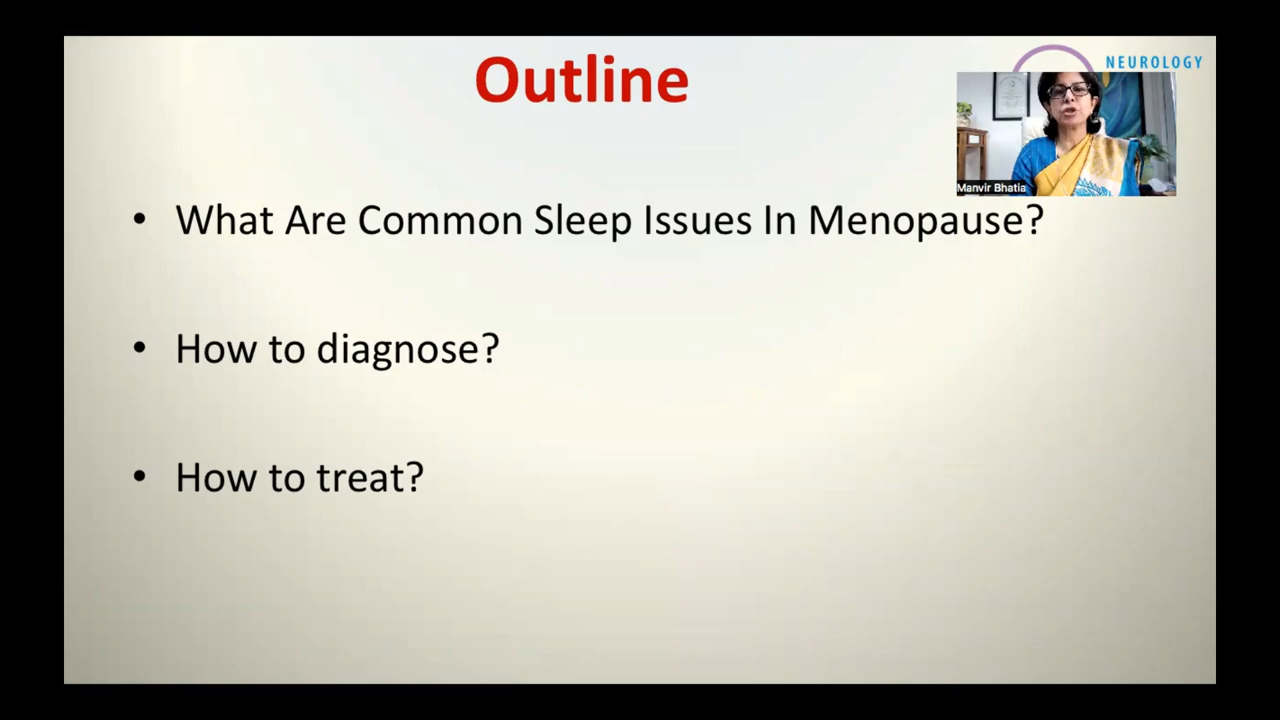 Outline
NEUROLOGY
Manvir Bhatia
• What Are Common Sleep Issues In Menopause?
• How to diagnose?
• How to treat?